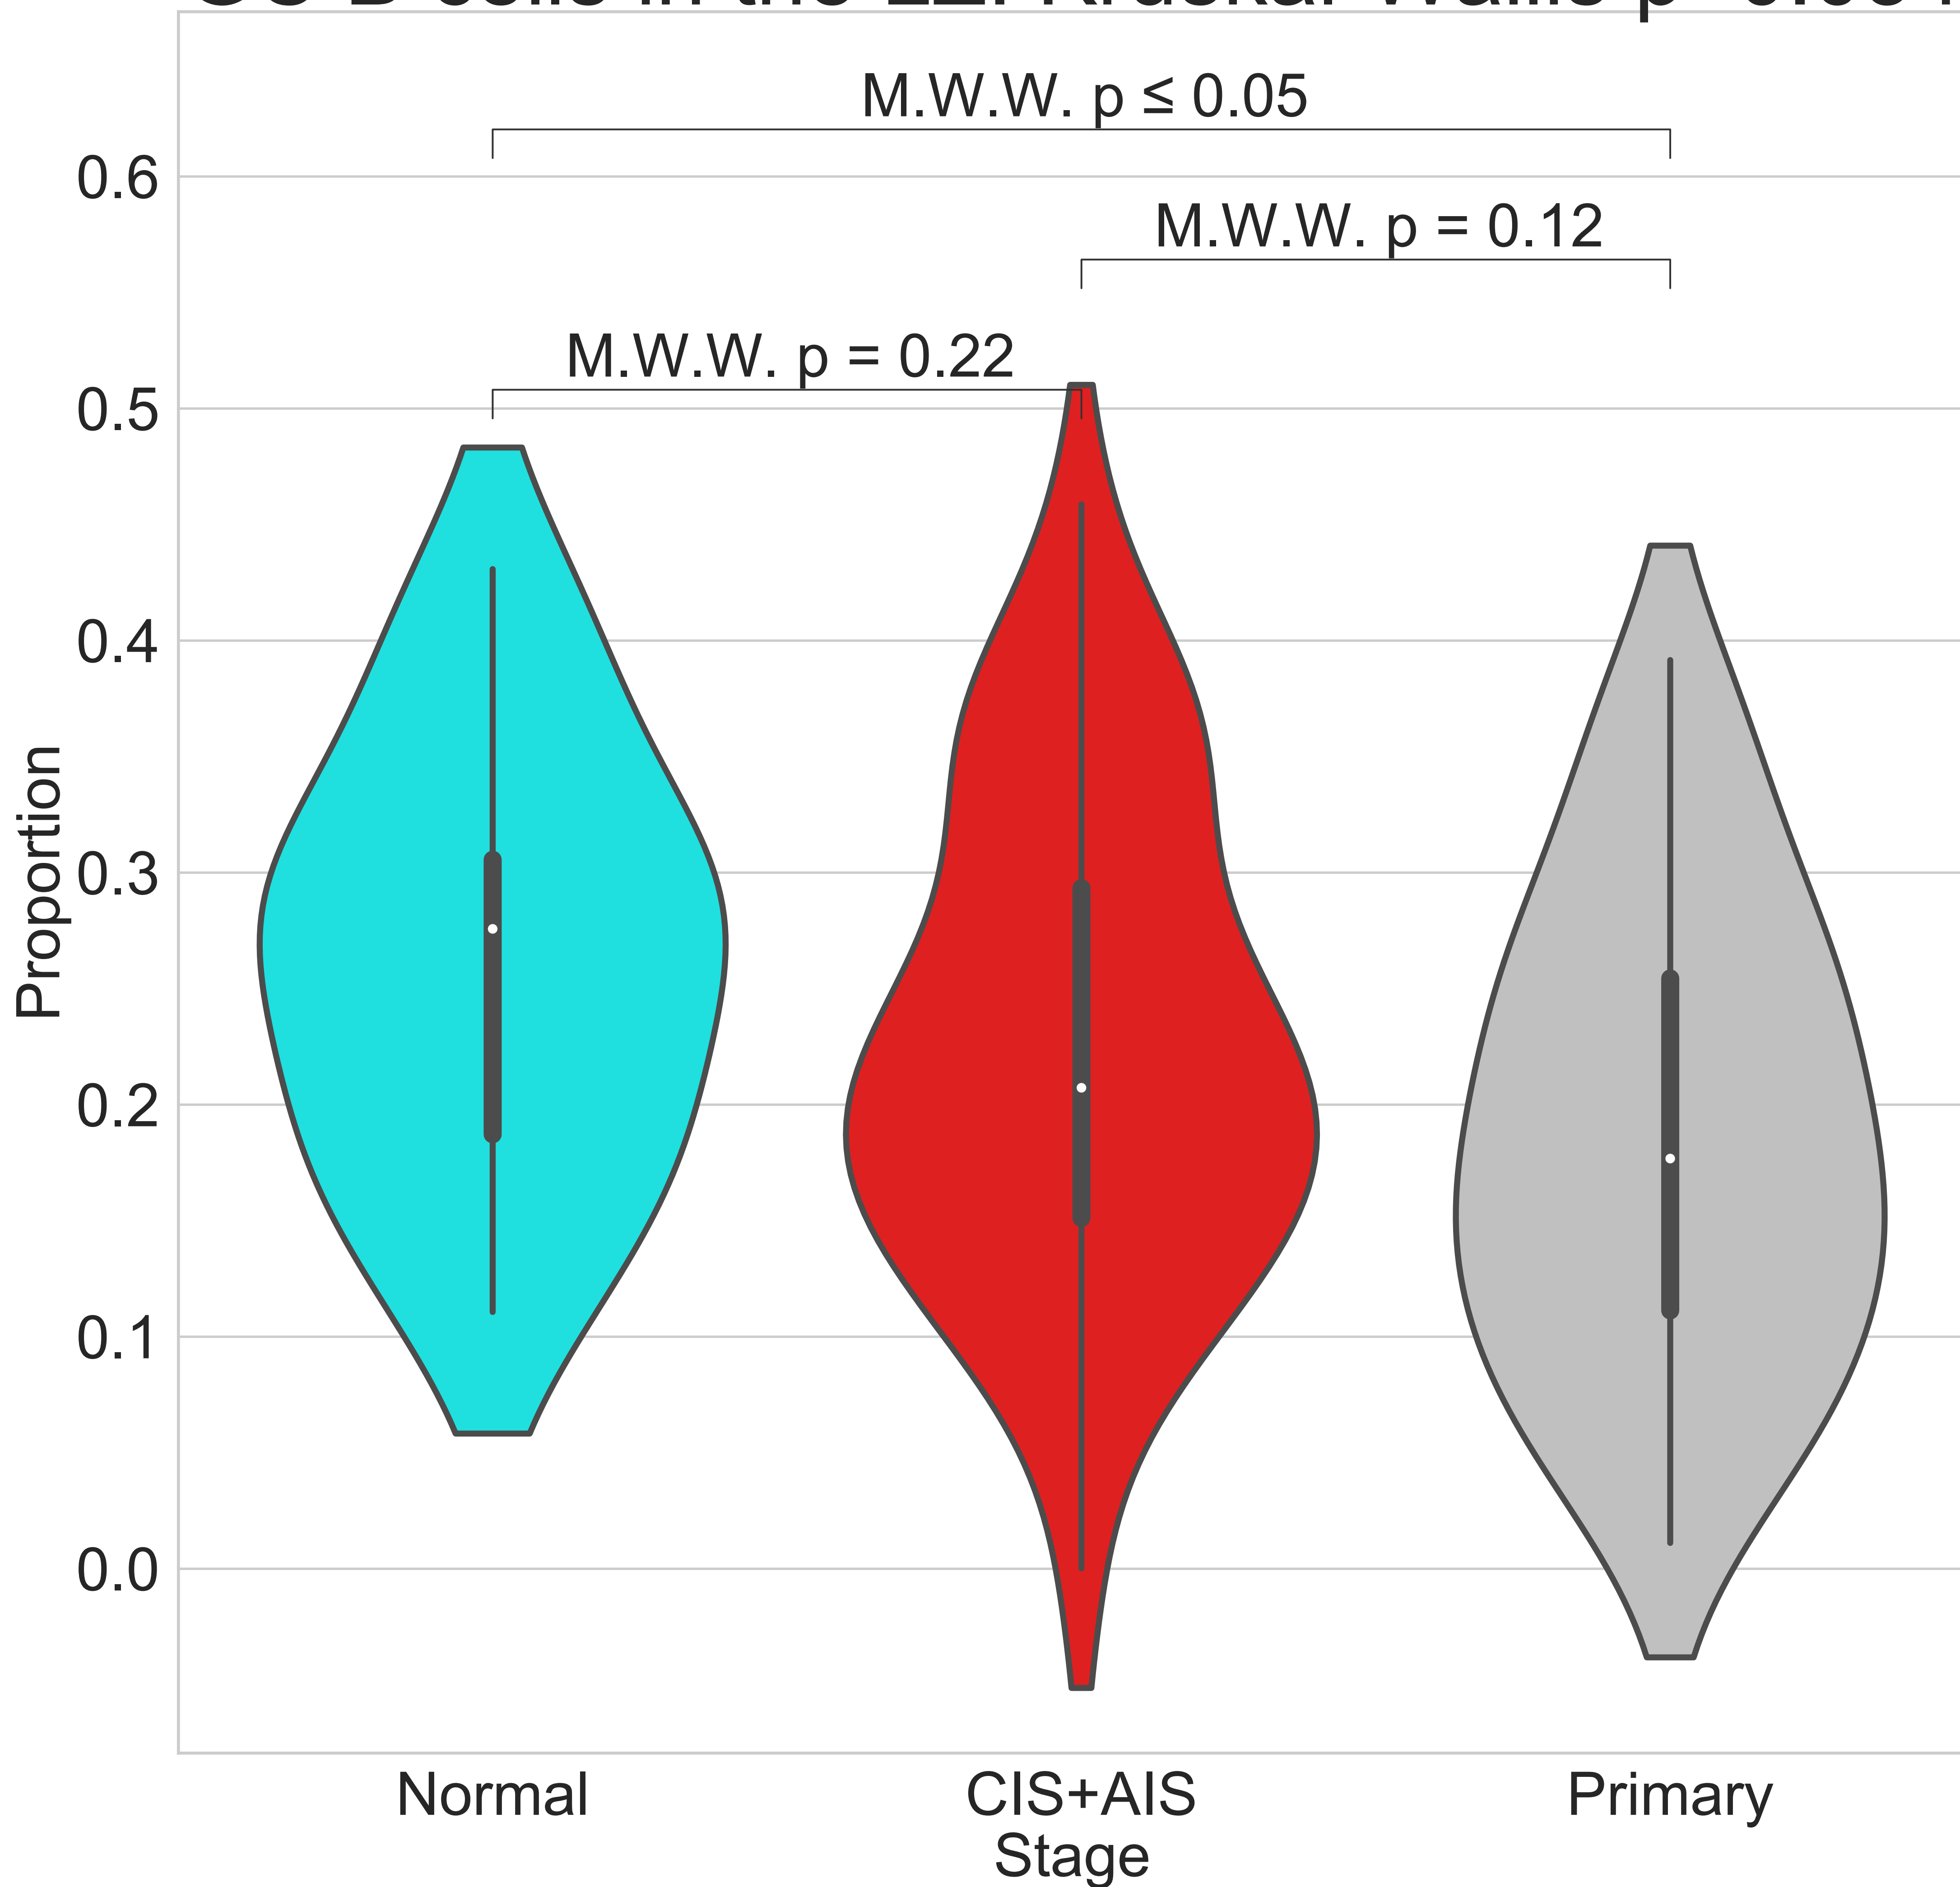 M.W.W. p ≤ 0.05
0.6
M.W.W. p = 0.12
M.W.W. p = 0.22
0.5
0.4
Proportion
0.3
0.2
0.1
0.0
Normal
CIS+AIS
Primary
Stage